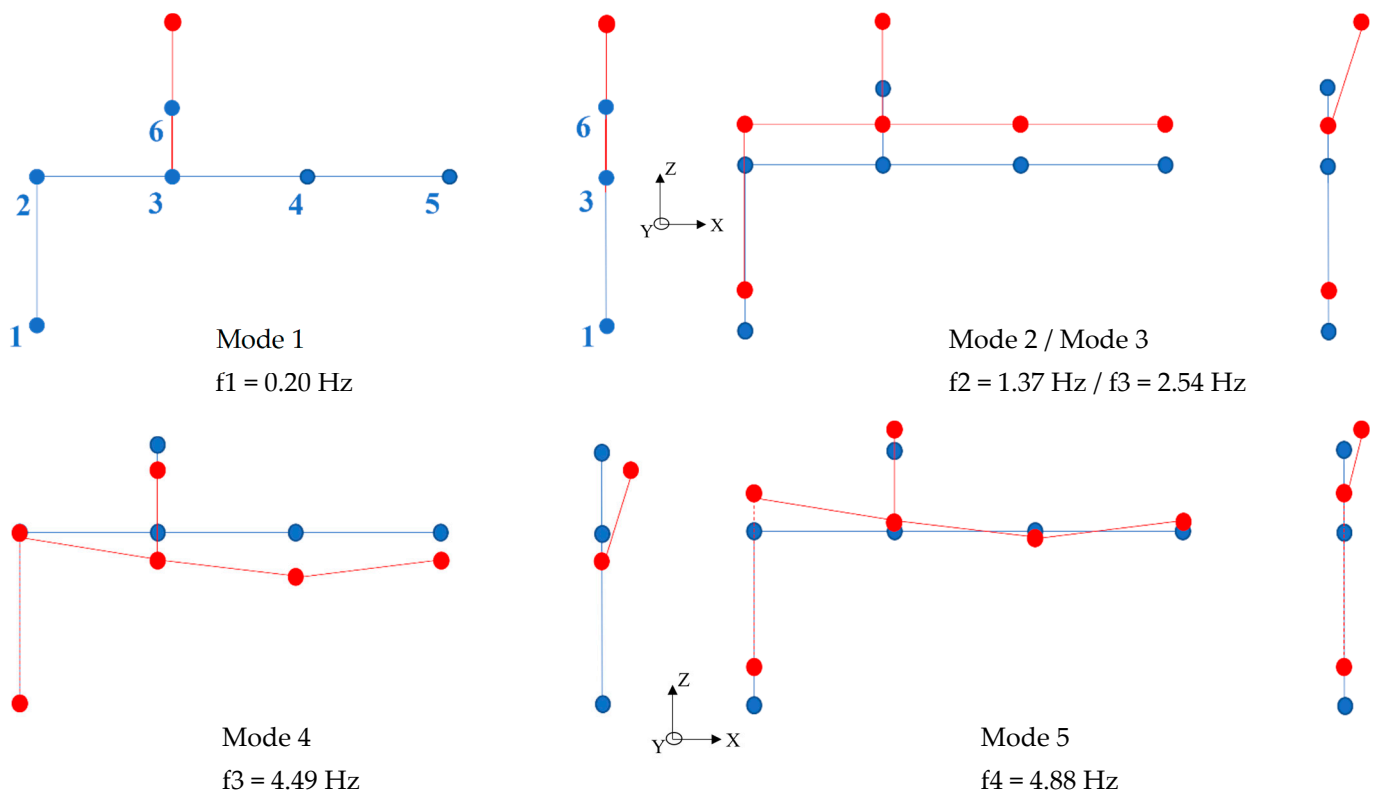 6
2
3
4
5
1
Mode 1
f1 = 0.20 Hz
6
3
1
Z
Y
X
Mode 2 / Mode 3
f2 = 1.37 Hz / f3 = 2.54 Hz
Mode 4
f3 = 4.49 Hz
Z
Y
X
Mode 5
f4 = 4.88 Hz